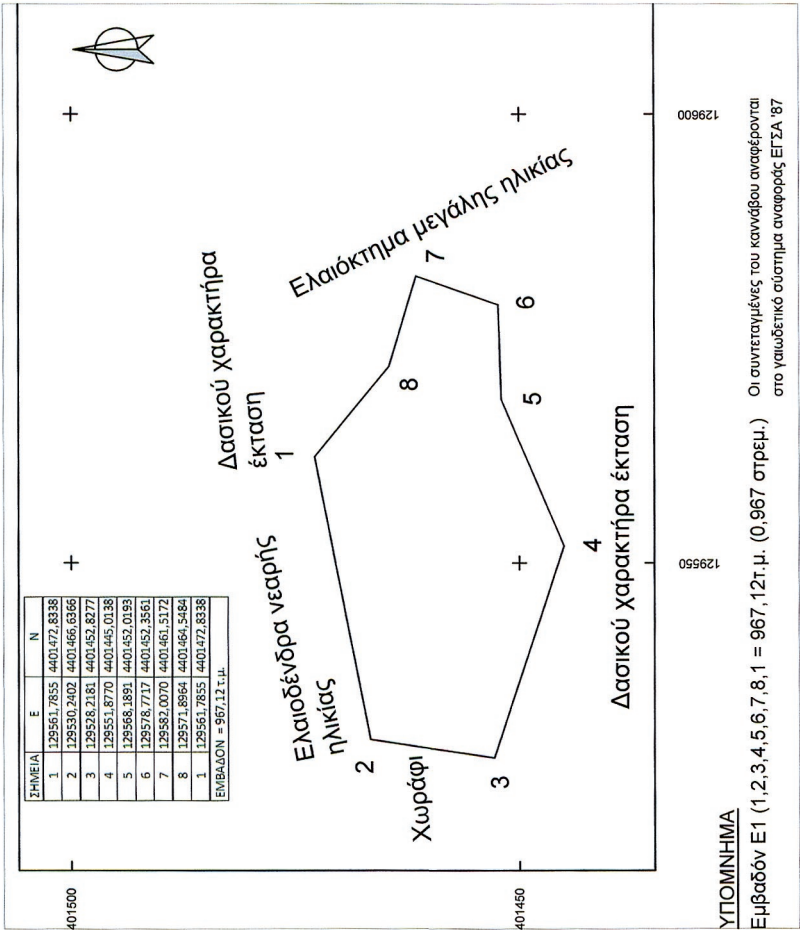 ΣΗΜΕΙΑ E N
1 129561,7855 4401472,8338
2 129530,2402 4401466,6366
3 129528,2181 4401452,8277
4 129551,8770 4401445,0138
5 129568,1891 4401452,0193
6 129578,7717 4401452,3561
7 129582,0070 4401461,5172
8 129571,8964 4401464,5484
1 129561,7855 4401472,8338
ΕΜΒΑΔΟΝ = 967,12 τ.μ.
401500
401450
129550
129600
Δασικού χαρακτήρα
έκταση
Ελαιοδένδρα νεαρής
ηλικίας
Ελαιόκτημα μεγάλης ηλικίας
Χωράφι
Δασικού χαρακτήρα έκταση
1
2
3
4
5
6
7
8
ΥΠΟΜΝΗΜΑ
Εμβαδόν Ε1 (1,2,3,4,5,6,7,8,1 = 967,12τ.μ. (0,967 στρεμ.)
Οι συντεταγμένες του καννάβου αναφέρονται
στο γαιωδετικό σύστημα αναφοράς ΕΓΣΑ '87